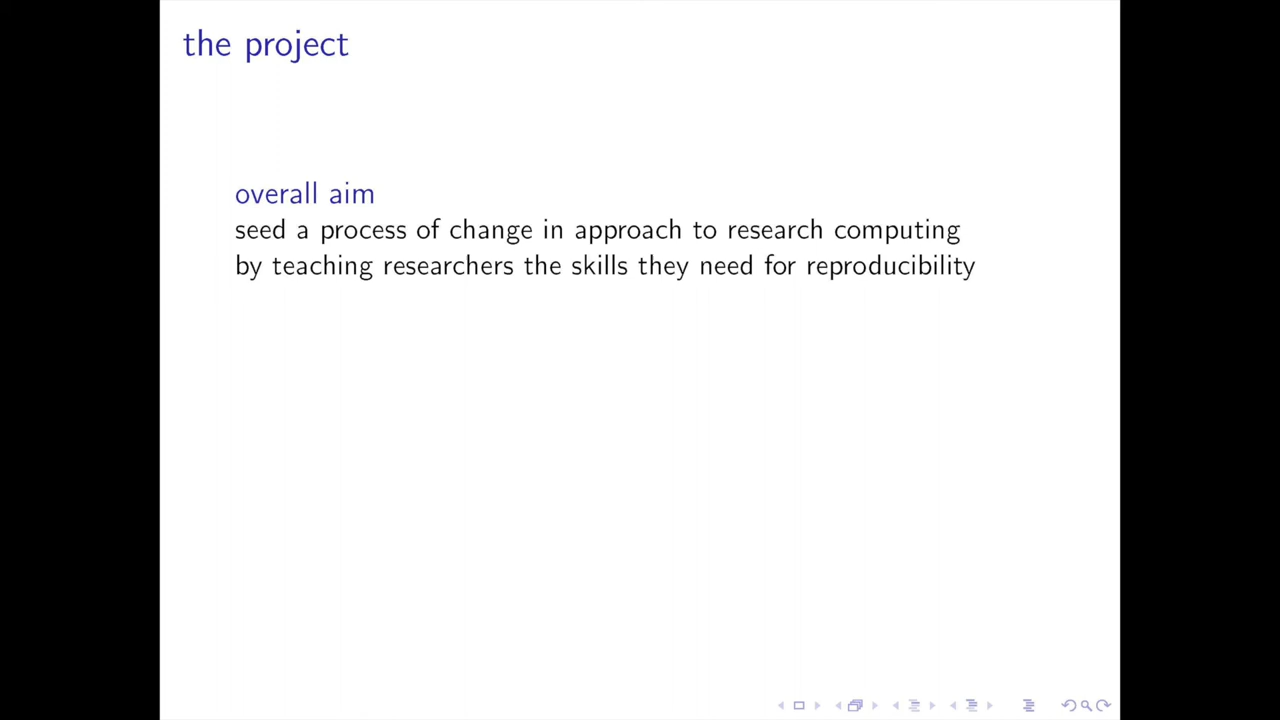 the project
overall aim
seed a process of change in approach to research computing
by teaching researchers the skills they need for reproducibility